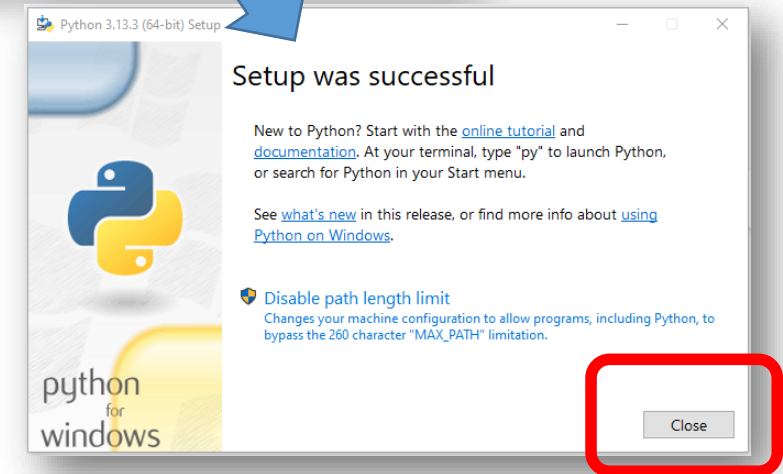 Python 3.13.3 (64-bit) Setup
Setup was successful
New to Python? Start with the online tutorial and
documentation. At your terminal, type "py" to launch Python,
or search for Python in your Start menu.
See what's new in this release, or find more info about using
Python on Windows.
Disable path length limit
Changes your machine configuration to allow programs, including Python, to
bypass the 260 character "MAX_PATH" limitation.
python
for
windows
Close